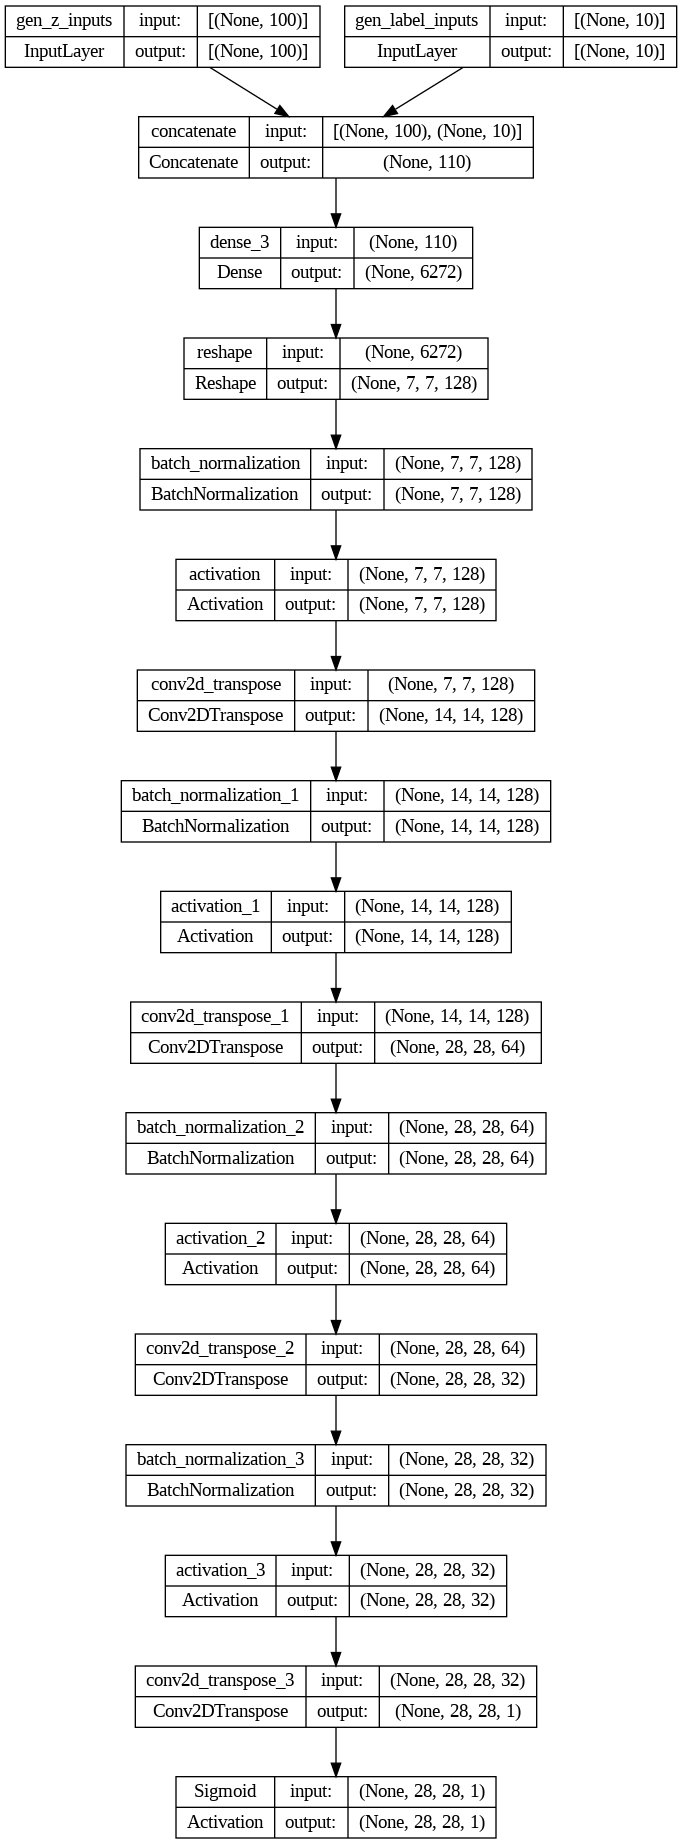 gen_z_inputs input: [(None, 100)] gen_label_inputs input: [(None, 10)]
InputLayer output: [(None, 100)] InputLayer output: [(None, 10)]
concatenate input: [(None, 100), (None, 10)]
Concatenate output: (None, 110)
dense_3 input: (None, 110)
Dense output: (None, 6272)
reshape input: (None, 6272)
Reshape output: (None, 7, 7, 128)
batch_normalization input: (None, 7, 7, 128)
BatchNormalization output: (None, 7, 7, 128)
activation input: (None, 7, 7, 128)
Activation output: (None, 7, 7, 128)
conv2d_transpose input: (None, 7, 7, 128)
Conv2DTranspose output: (None, 14, 14, 128)
batch_normalization_1 input: (None, 14, 14, 128)
BatchNormalization output: (None, 14, 14, 128)
activation_1 input: (None, 14, 14, 128)
Activation output: (None, 14, 14, 128)
conv2d_transpose_1 input: (None, 14, 14, 128)
Conv2DTranspose output: (None, 28, 28, 64)
batch_normalization_2 input: (None, 28, 28, 64)
BatchNormalization output: (None, 28, 28, 64)
activation_2 input: (None, 28, 28, 64)
Activation output: (None, 28, 28, 64)
conv2d_transpose_2 input: (None, 28, 28, 64)
Conv2DTranspose output: (None, 28, 28, 32)
batch_normalization_3 input: (None, 28, 28, 32)
BatchNormalization output: (None, 28, 28, 32)
activation_3 input: (None, 28, 28, 32)
Activation output: (None, 28, 28, 32)
conv2d_transpose_3 input: (None, 28, 28, 32)
Conv2DTranspose output: (None, 28, 28, 1)
Sigmoid input: (None, 28, 28, 1)
Activation output: (None, 28, 28, 1)